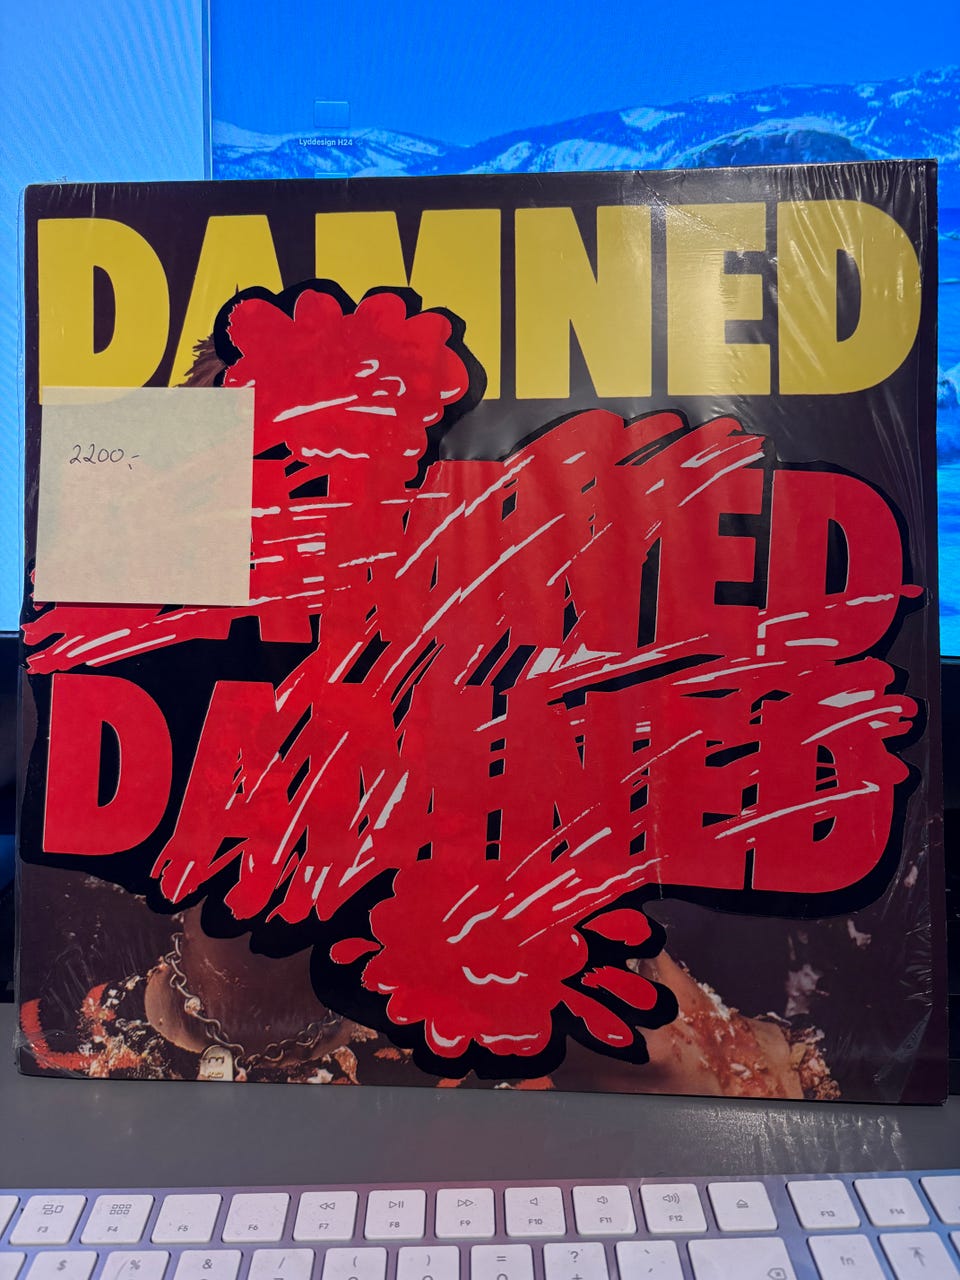 Lyddesign H24
DAMNED
2200,-
DAMNED
DAMNED
F3
F4
F5
F6
F7
F8
F9
F10
F11
F12
F13
F14
$
%
&
(
)
=
?
+
fn